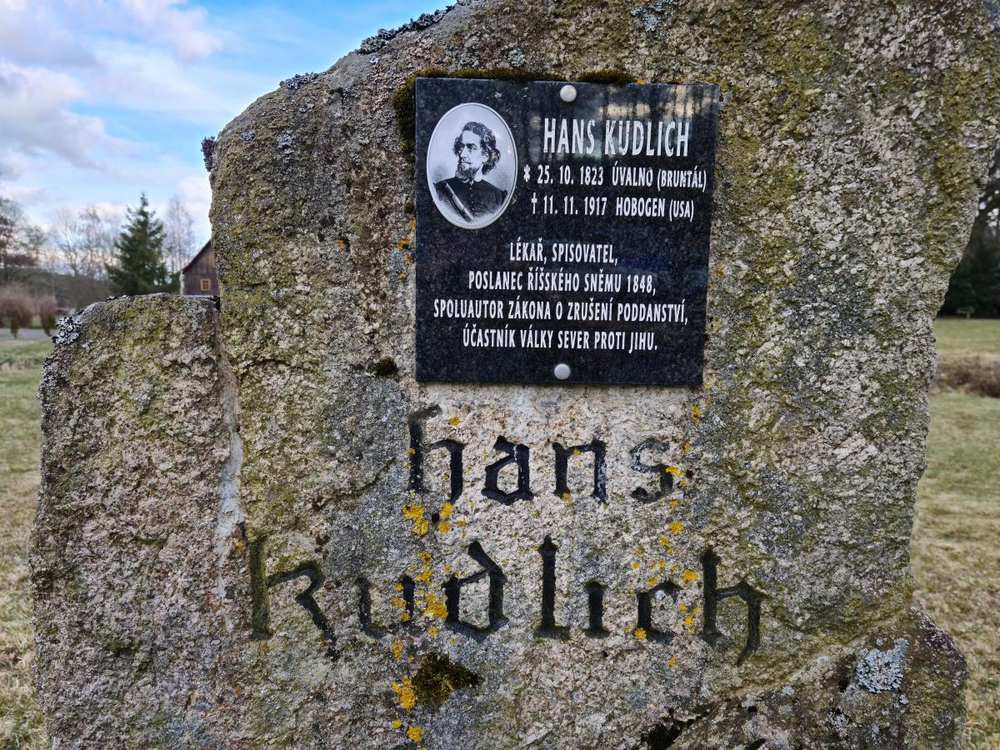 HANS KUDLICH
* 25. 10. 1823 ÚVALNO (BRUNTÁL)
† 11. 11. 1917 HOBOGEN (USA)
LÉKAŘ, SPISOVATEL,
POSLANEC ŘÍŠSKÉHO SNĚMU 1848,
SPOLUAUTOR ZÁKONA O ZRUŠENÍ PODDANSTVÍ,
ÚČASTNÍK VÁLKY SEVER PROTI JIHU.
hans
Kudlich